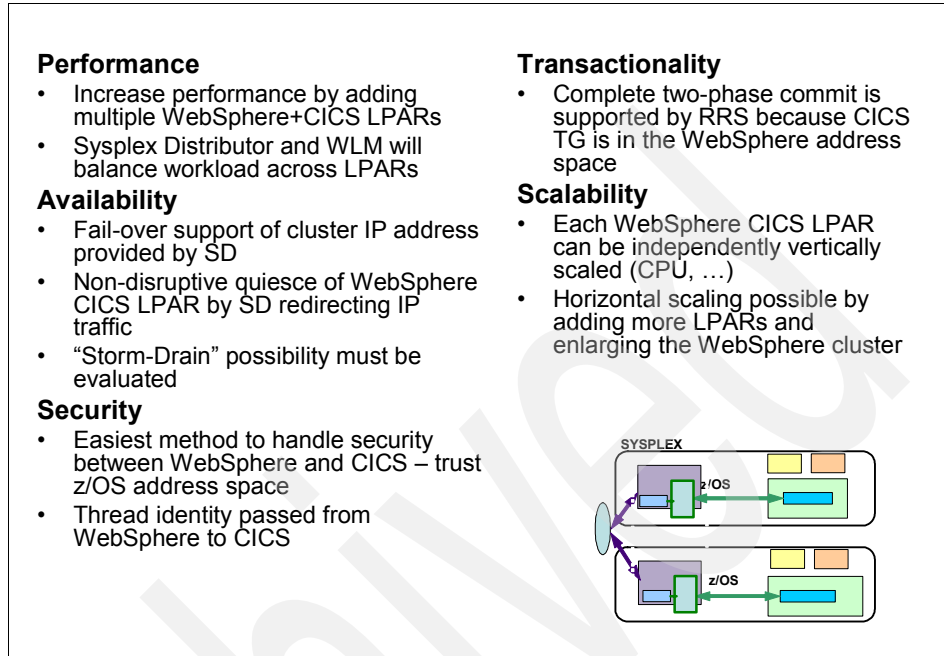 Performance
• Increase performance by adding
multiple WebSphere+CICS LPARs
• Sysplex Distributor and WLM will
balance workload across LPARs
Availability
• Fail-over support of cluster IP address
provided by SD
• Non-disruptive quiesce of WebSphere
CICS LPAR by SD redirecting IP
traffic
• “Storm-Drain” possibility must be
evaluated
Security
• Easiest method to handle security
between WebSphere and CICS – trust
z/OS address space
• Thread identity passed from
WebSphere to CICS
Transactionality
• Complete two-phase commit is
supported by RRS because CICS
TG is in the WebSphere address
space
Scalability
• Each WebSphere CICS LPAR
can be independently vertically
scaled (CPU, …)
• Horizontal scaling possible by
adding more LPARs and
enlarging the WebSphere cluster
SYSPLEX
z/OS
z/OS
hived